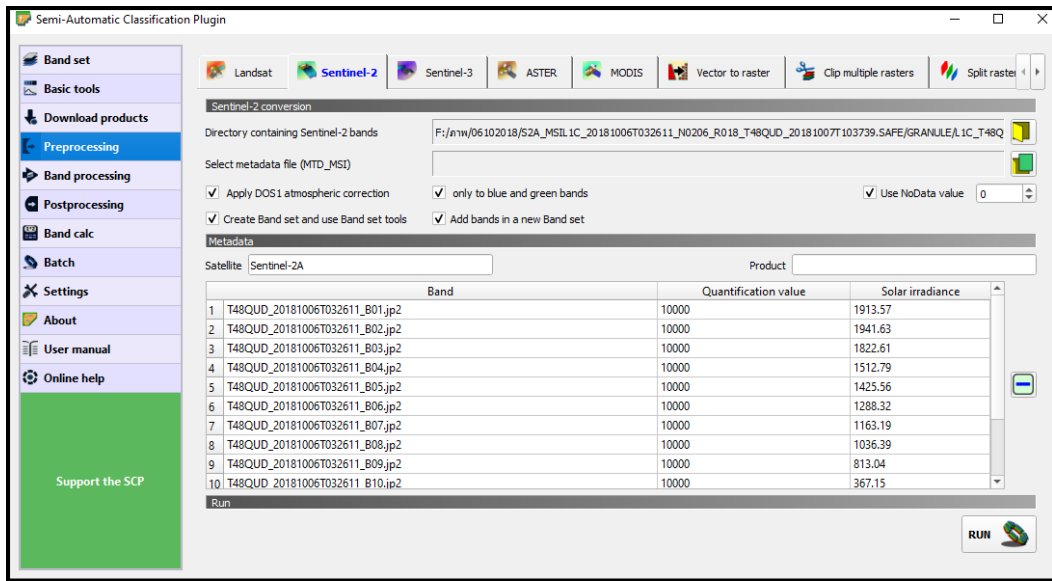 Semi-Automatic Classification Plugin
Band set
Basic tools
Download products
Preprocessing
Band processing
Postprocessing
Band calc
Batch
Settings
About
User manual
Online help
Support the SCP
Landsat Sentinel-2 Sentinel-3 ASTER MODIS Vector to raster Clip multiple rasters Split raster
Sentinel-2 conversion
Directory containing Sentinel-2 bands F:/ภาพ/06102018/S2A_MSIL1C_20181006T032611_N0206_R018_T48QUD_20181007T103739.SAFE/GRANULE/L1C_T48Q
Select metadata file (MTD_MSI)
Apply DOS1 atmospheric correction only to blue and green bands Use NoData value 0
Create Band set and use Band set tools Add bands in a new Band set
Metadata
Satellite Sentinel-2A Product
Band Quantification value Solar irradiance
1 T48QUD_20181006T032611_B01.jp2 10000 1913.57
2 T48QUD_20181006T032611_B02.jp2 10000 1941.63
3 T48QUD_20181006T032611_B03.jp2 10000 1822.61
4 T48QUD_20181006T032611_B04.jp2 10000 1512.79
5 T48QUD_20181006T032611_B05.jp2 10000 1425.56
6 T48QUD_20181006T032611_B06.jp2 10000 1288.32
7 T48QUD_20181006T032611_B07.jp2 10000 1163.19
8 T48QUD_20181006T032611_B08.jp2 10000 1036.39
9 T48QUD_20181006T032611_B09.jp2 10000 813.04
10 T48QUD_20181006T032611_B10.jp2 10000 367.15
Run
RUN